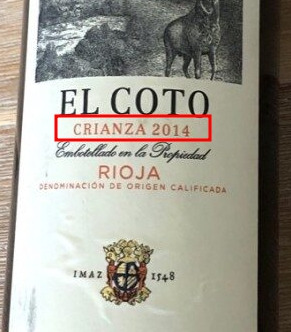 EL COTO
CRIANZA 2014
Embotellado en la Propiedad
RIOJA
DENOMINACIÓN DE ORIGEN CALIFICADA
IMAZ 1548